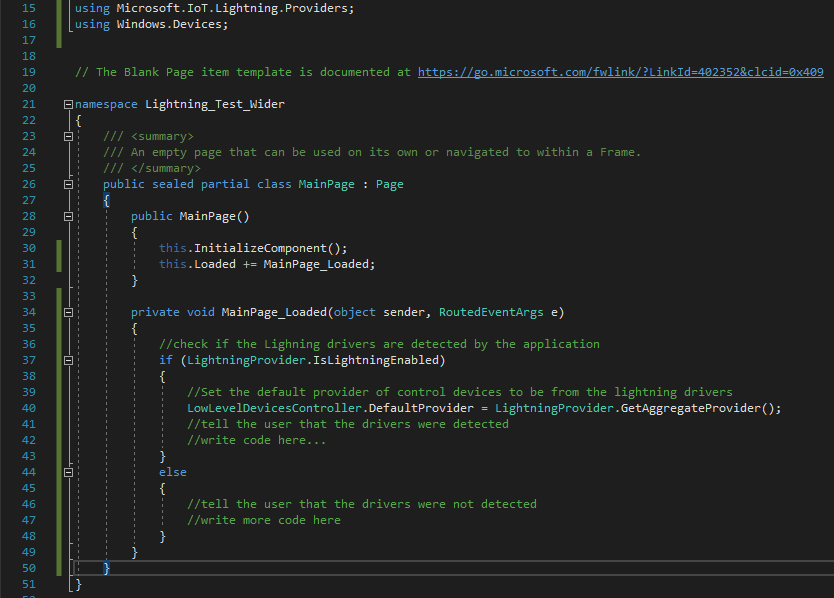 15 using Microsoft.IoT.Lightning.Providers;
16 using Windows.Devices;
17
18
19 // The Blank Page item template is documented at https://go.microsoft.com/fwlink/?LinkId=402352&clcid=0x409
20
21 namespace Lightning_Test_Wider
22 {
23 /// <summary>
24 /// An empty page that can be used on its own or navigated to within a Frame.
25 /// </summary>
26 public sealed partial class MainPage : Page
27 {
28 public MainPage()
29 {
30 this.InitializeComponent();
31 this.Loaded += MainPage_Loaded;
32 }
33
34 private void MainPage_Loaded(object sender, RoutedEventArgs e)
35 {
36 //check if the Lighning drivers are detected by the application
37 if (LightningProvider.IsLightningEnabled)
38 {
39 //Set the default provider of control devices to be from the lightning drivers
40 LowLevelDevicesController.DefaultProvider = LightningProvider.GetAggregateProvider();
41 //tell the user that the drivers were detected
42 //write code here...
43 }
44 else
45 {
46 //tell the user that the drivers were not detected
47 //write more code here
48 }
49 }
50 }
51 }